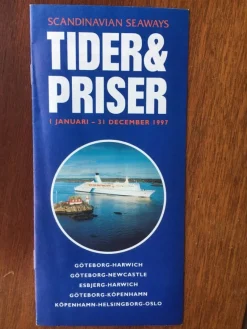 SCANDINAVIAN SEAWAYS
TIDER&
PRISER
1 JANUARI – 31 DECEMBER 1997
GÖTEBORG-HARWICH
GÖTEBORG-NEWCASTLE
ESBJERG-HARWICH
GÖTEBORG-KÖPENHAMN
KÖPENHAMN-HELSINGBORG-OSLO